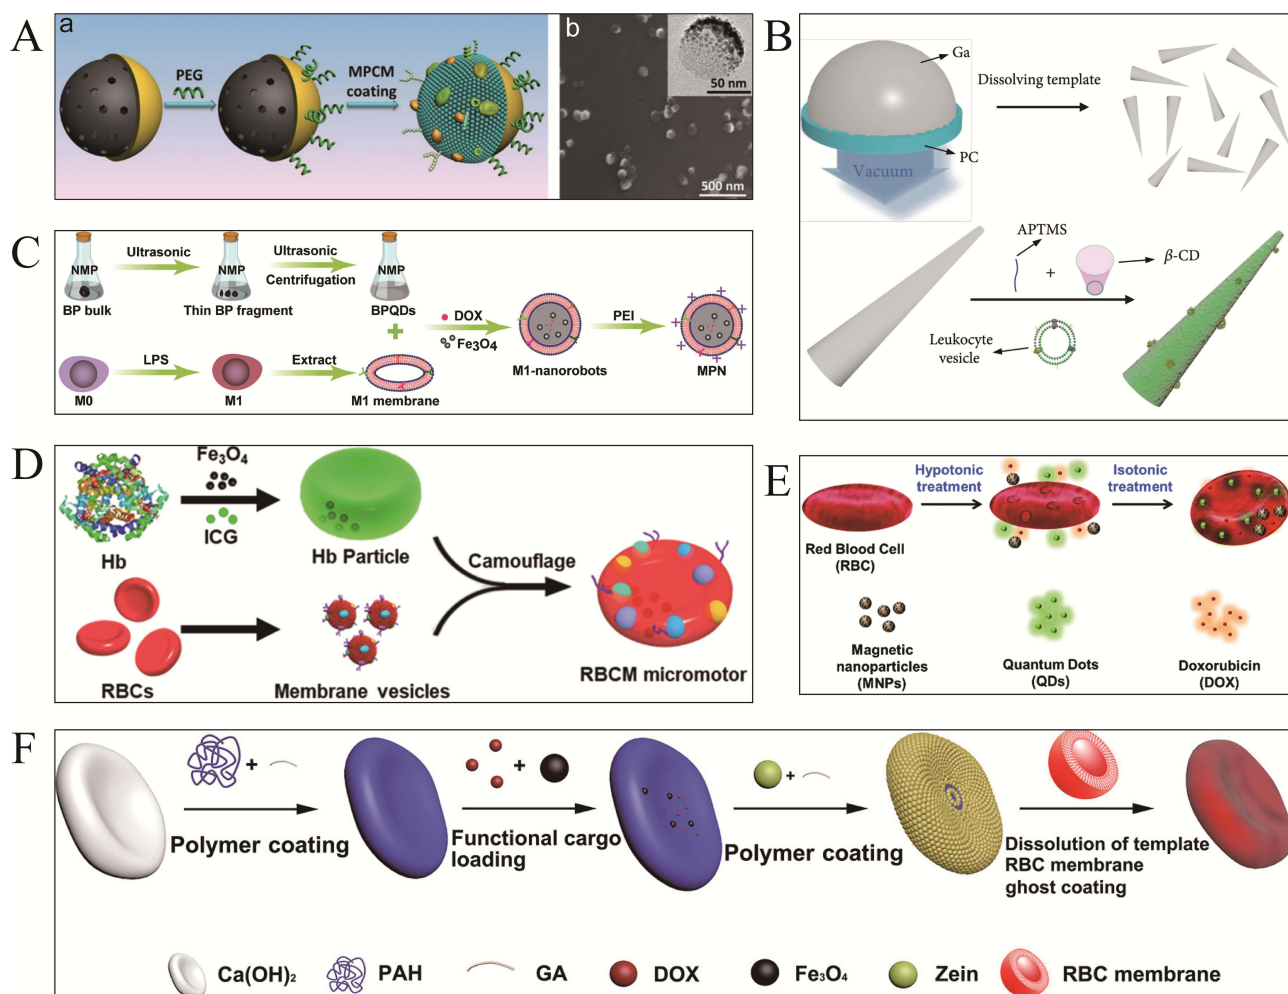 A
a
PEG
MPCM
coating
b
50 nm
500 nm
B
Ga
PC
Vacuum
Dissolving template
APTMS
+
β-CD
Leukocyte
vesicle
C
NMP
BP bulk
Ultrasonic
NMP
Thin BP fragment
Ultrasonic
Centrifugation
NMP
BPQDs
+
M0
LPS
M1
Extract
M1 membrane
DOX
Fe₃O₄
M1-nanorobots
PEI
MPN
D
Hb
Fe₃O₄
ICG
Hb Particle
RBCs
Membrane vesicles
Camouflage
RBCM micromotor
E
Red Blood Cell
(RBC)
Hypotonic
treatment
Isotonic
treatment
Magnetic
nanoparticles
(MNPs)
Quantum Dots
(QDs)
Doxorubicin
(DOX)
F
+
Polymer coating
+
Functional cargo
loading
+
Polymer coating
Dissolution of template
RBC membrane
ghost coating
Ca(OH)₂
PAH
GA
DOX
Fe₃O₄
Zein
RBC membrane